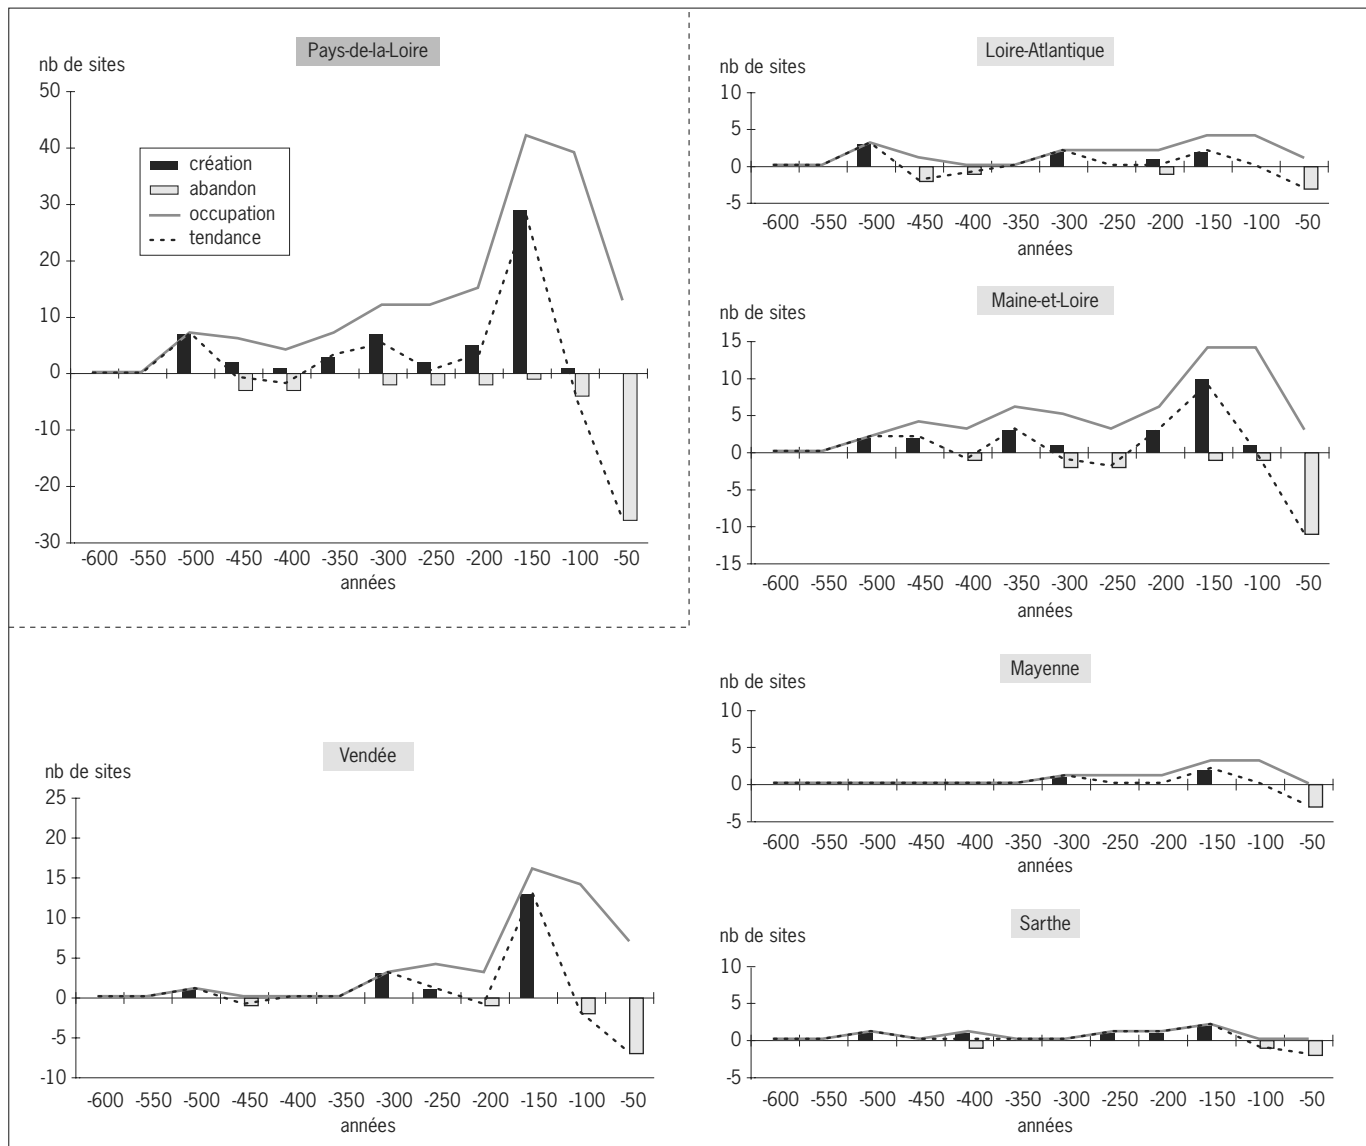 Pays-de-la-Loire
nb de sites
50
40
30
20
10
0
-10
-20
-30
création
abandon
occupation
tendance
-600 -550 -500 -450 -400 -350 -300 -250 -200 -150 -100 -50
années
Loire-Atlantique
nb de sites
10
5
0
-5
-600 -550 -500 -450 -400 -350 -300 -250 -200 -150 -100 -50
années
Maine-et-Loire
nb de sites
15
10
5
0
-5
-10
-15
-600 -550 -500 -450 -400 -350 -300 -250 -200 -150 -100 -50
années
Vendée
nb de sites
25
20
15
10
5
0
-5
-10
-600 -550 -500 -450 -400 -350 -300 -250 -200 -150 -100 -50
années
Mayenne
nb de sites
10
5
0
-5
-600 -550 -500 -450 -400 -350 -300 -250 -200 -150 -100 -50
années
Sarthe
nb de sites
10
5
0
-5
-600 -550 -500 -450 -400 -350 -300 -250 -200 -150 -100 -50
années